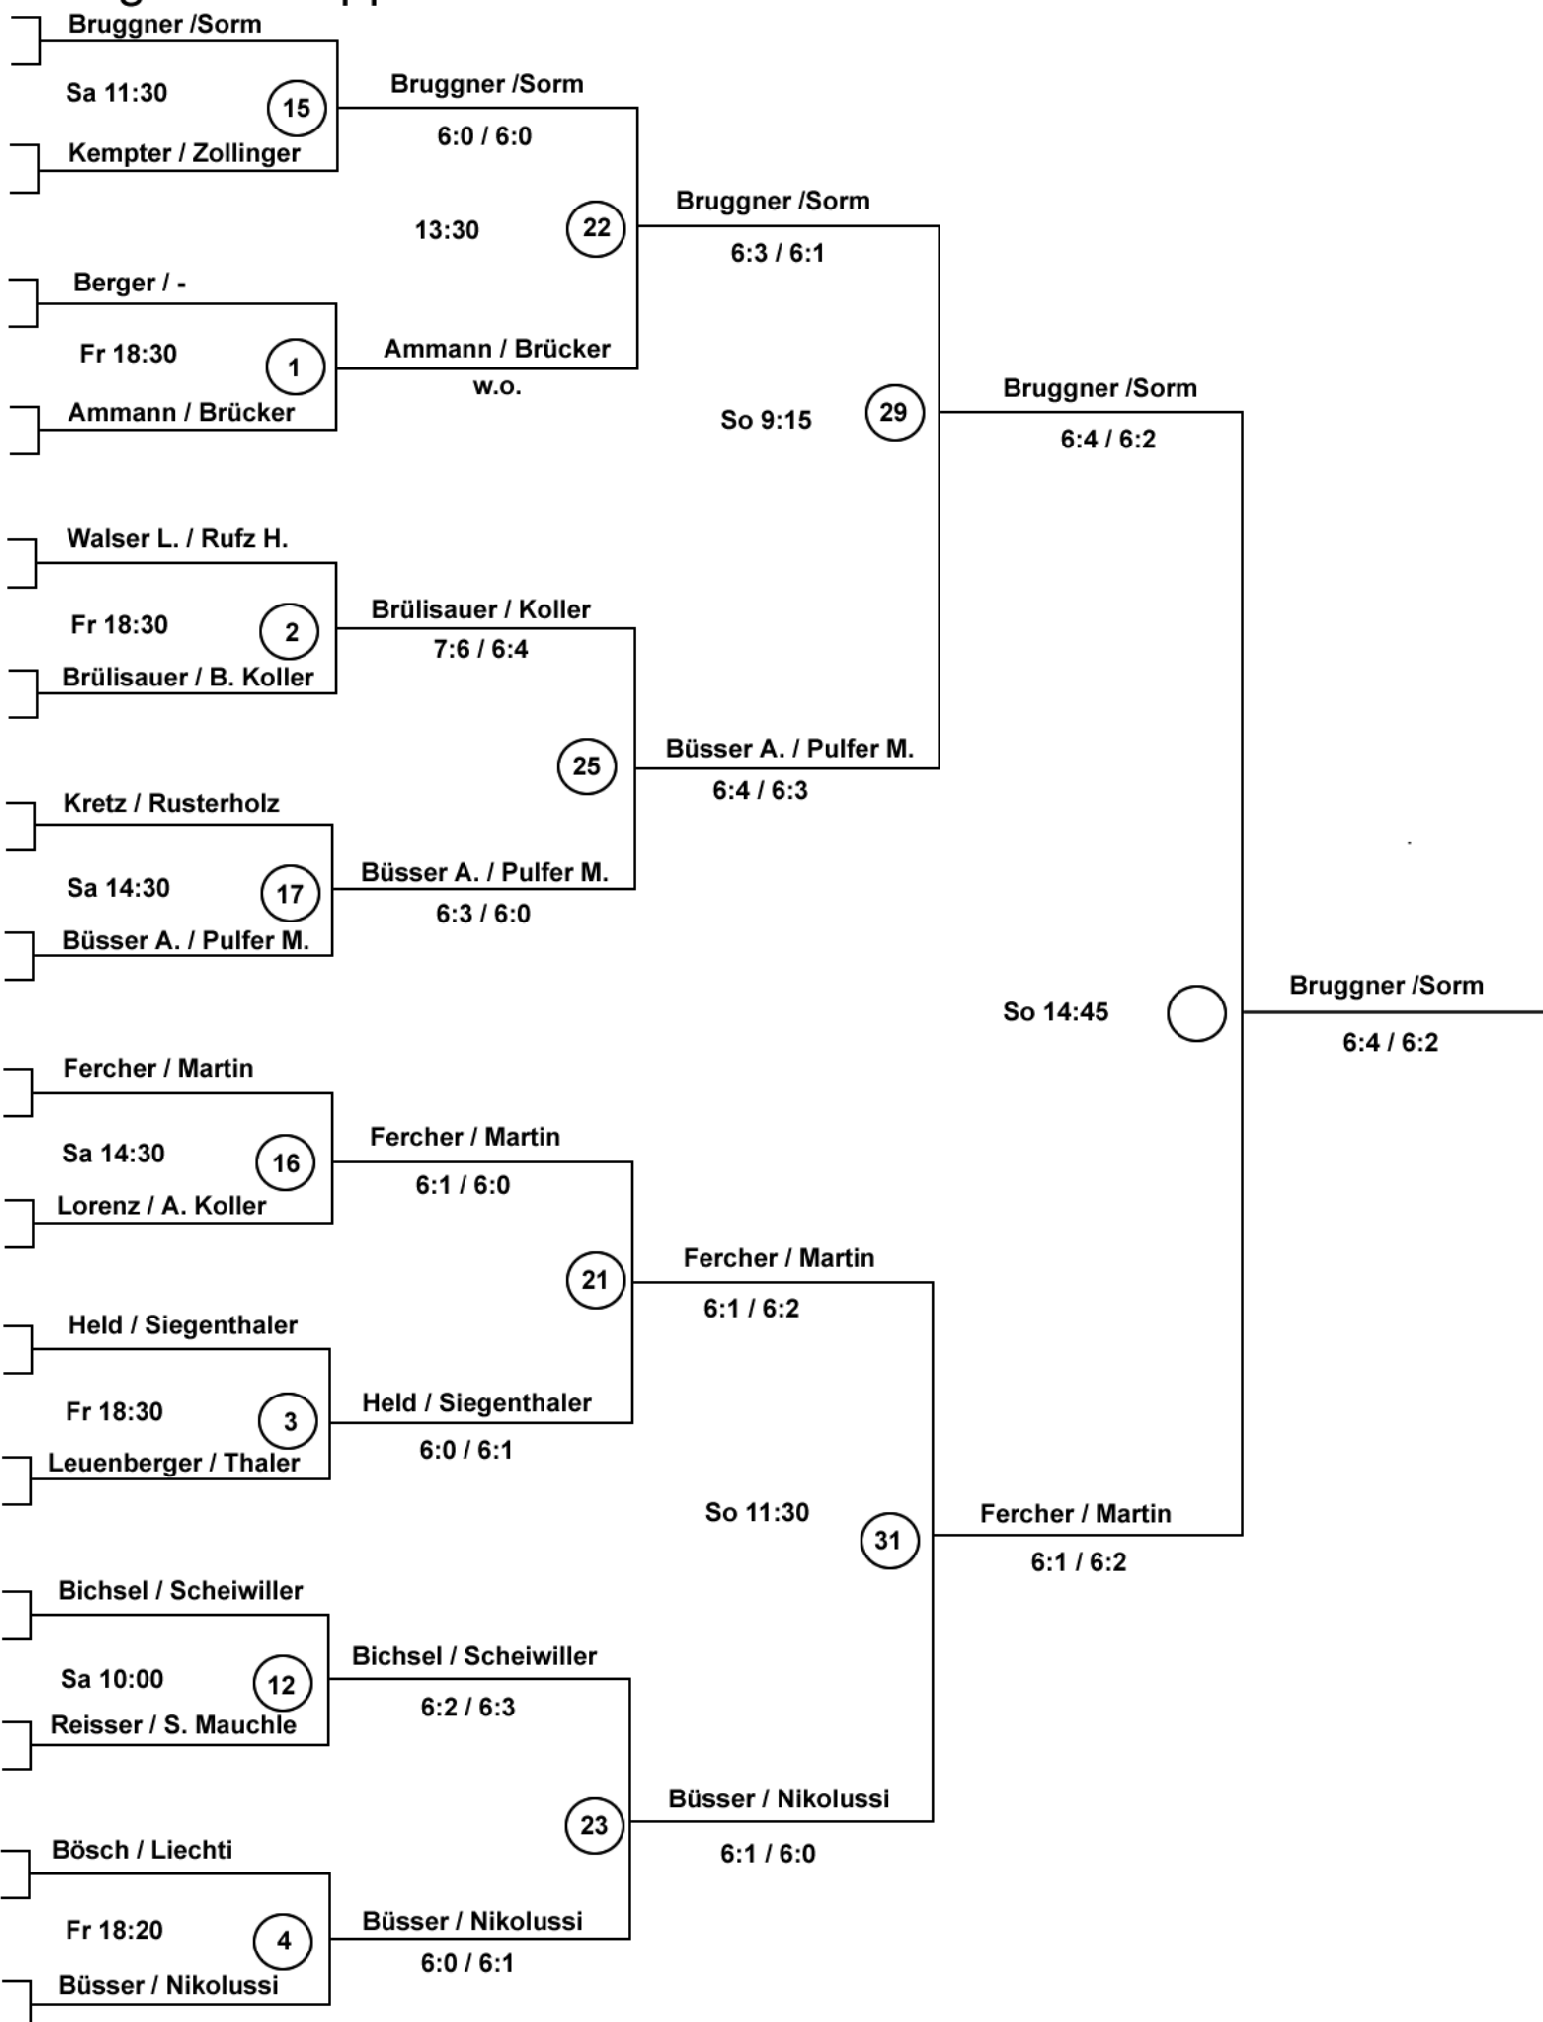 Bruggner /Sorm
Sa 11:30
15
Kempter / Zollinger
Bruggner /Sorm
6:0 / 6:0
13:30
22
Berger / -
Fr 18:30
1
Ammann / Brücker
Ammann / Brücker
w.o.
Bruggner /Sorm
6:3 / 6:1
So 9:15
29
Walser L. / Rufz H.
Fr 18:30
2
Brülisauer / B. Koller
Brülisauer / Koller
7:6 / 6:4
25
Kretz / Rusterholz
Sa 14:30
17
Büsser A. / Pulfer M.
Büsser A. / Pulfer M.
6:3 / 6:0
Büsser A. / Pulfer M.
6:4 / 6:3
Bruggner /Sorm
6:4 / 6:2
So 14:45
Bruggner /Sorm
6:4 / 6:2
Fercher / Martin
Sa 14:30
16
Lorenz / A. Koller
Fercher / Martin
6:1 / 6:0
21
Held / Siegenthaler
Fr 18:30
3
Leuenberger / Thaler
Held / Siegenthaler
6:0 / 6:1
Fercher / Martin
6:1 / 6:2
So 11:30
31
Fercher / Martin
6:1 / 6:2
Bichsel / Scheiwiller
Sa 10:00
12
Reisser / S. Mauchle
Bichsel / Scheiwiller
6:2 / 6:3
23
Bösch / Liechti
Fr 18:20
4
Büsser / Nikolussi
Büsser / Nikolussi
6:0 / 6:1
Büsser / Nikolussi
6:1 / 6:0